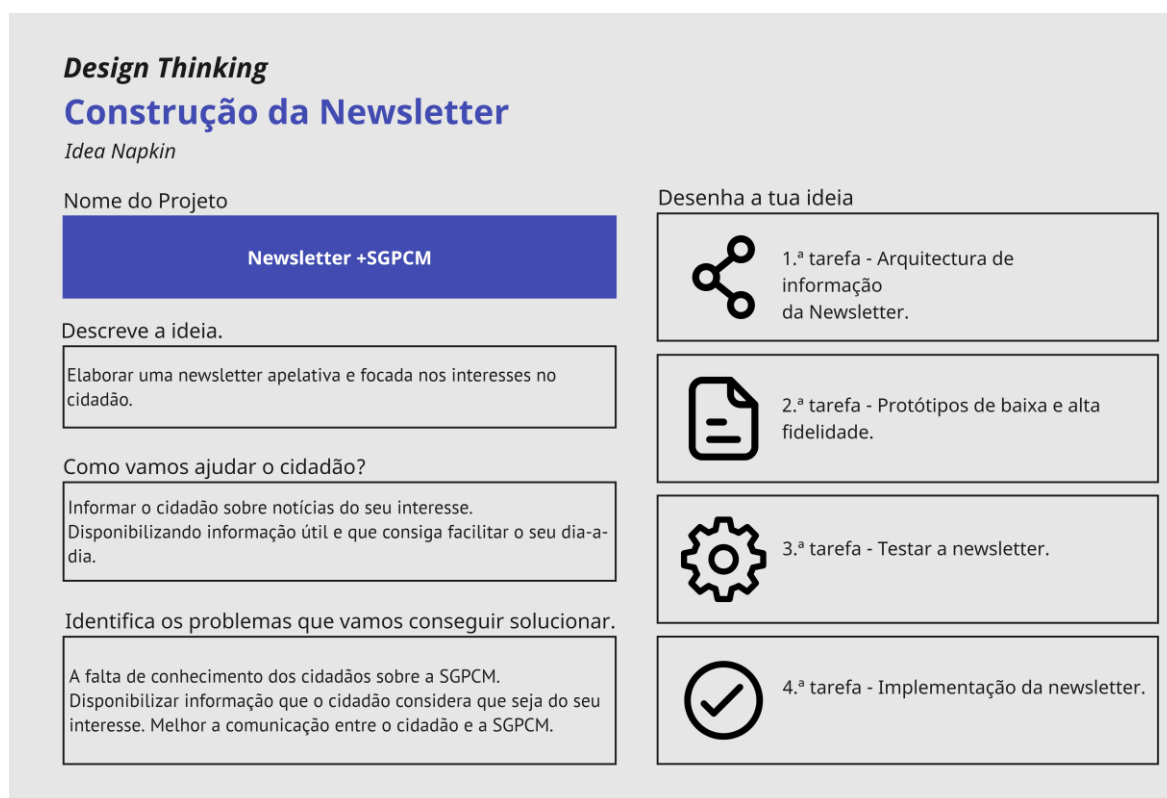 Design Thinking
Construção da Newsletter
Idea Napkin
Nome do Projeto
Newsletter +SGPCM
Descreve a ideia.
Elaborar uma newsletter apelativa e focada nos interesses no
cidadão.
Como vamos ajudar o cidadão?
Informar o cidadão sobre notícias do seu interesse.
Disponibilizando informação útil e que consiga facilitar o seu dia-a-
dia.
Identifica os problemas que vamos conseguir solucionar.
A falta de conhecimento dos cidadãos sobre a SGPCM.
Disponibilizar informação que o cidadão considera que seja do seu
interesse. Melhor a comunicação entre o cidadão e a SGPCM.
Desenha a tua ideia
1.ª tarefa - Arquitectura de
informação
da Newsletter.
2.ª tarefa - Protótipos de baixa e alta
fidelidade.
3.ª tarefa - Testar a newsletter.
4.ª tarefa - Implementação da newsletter.